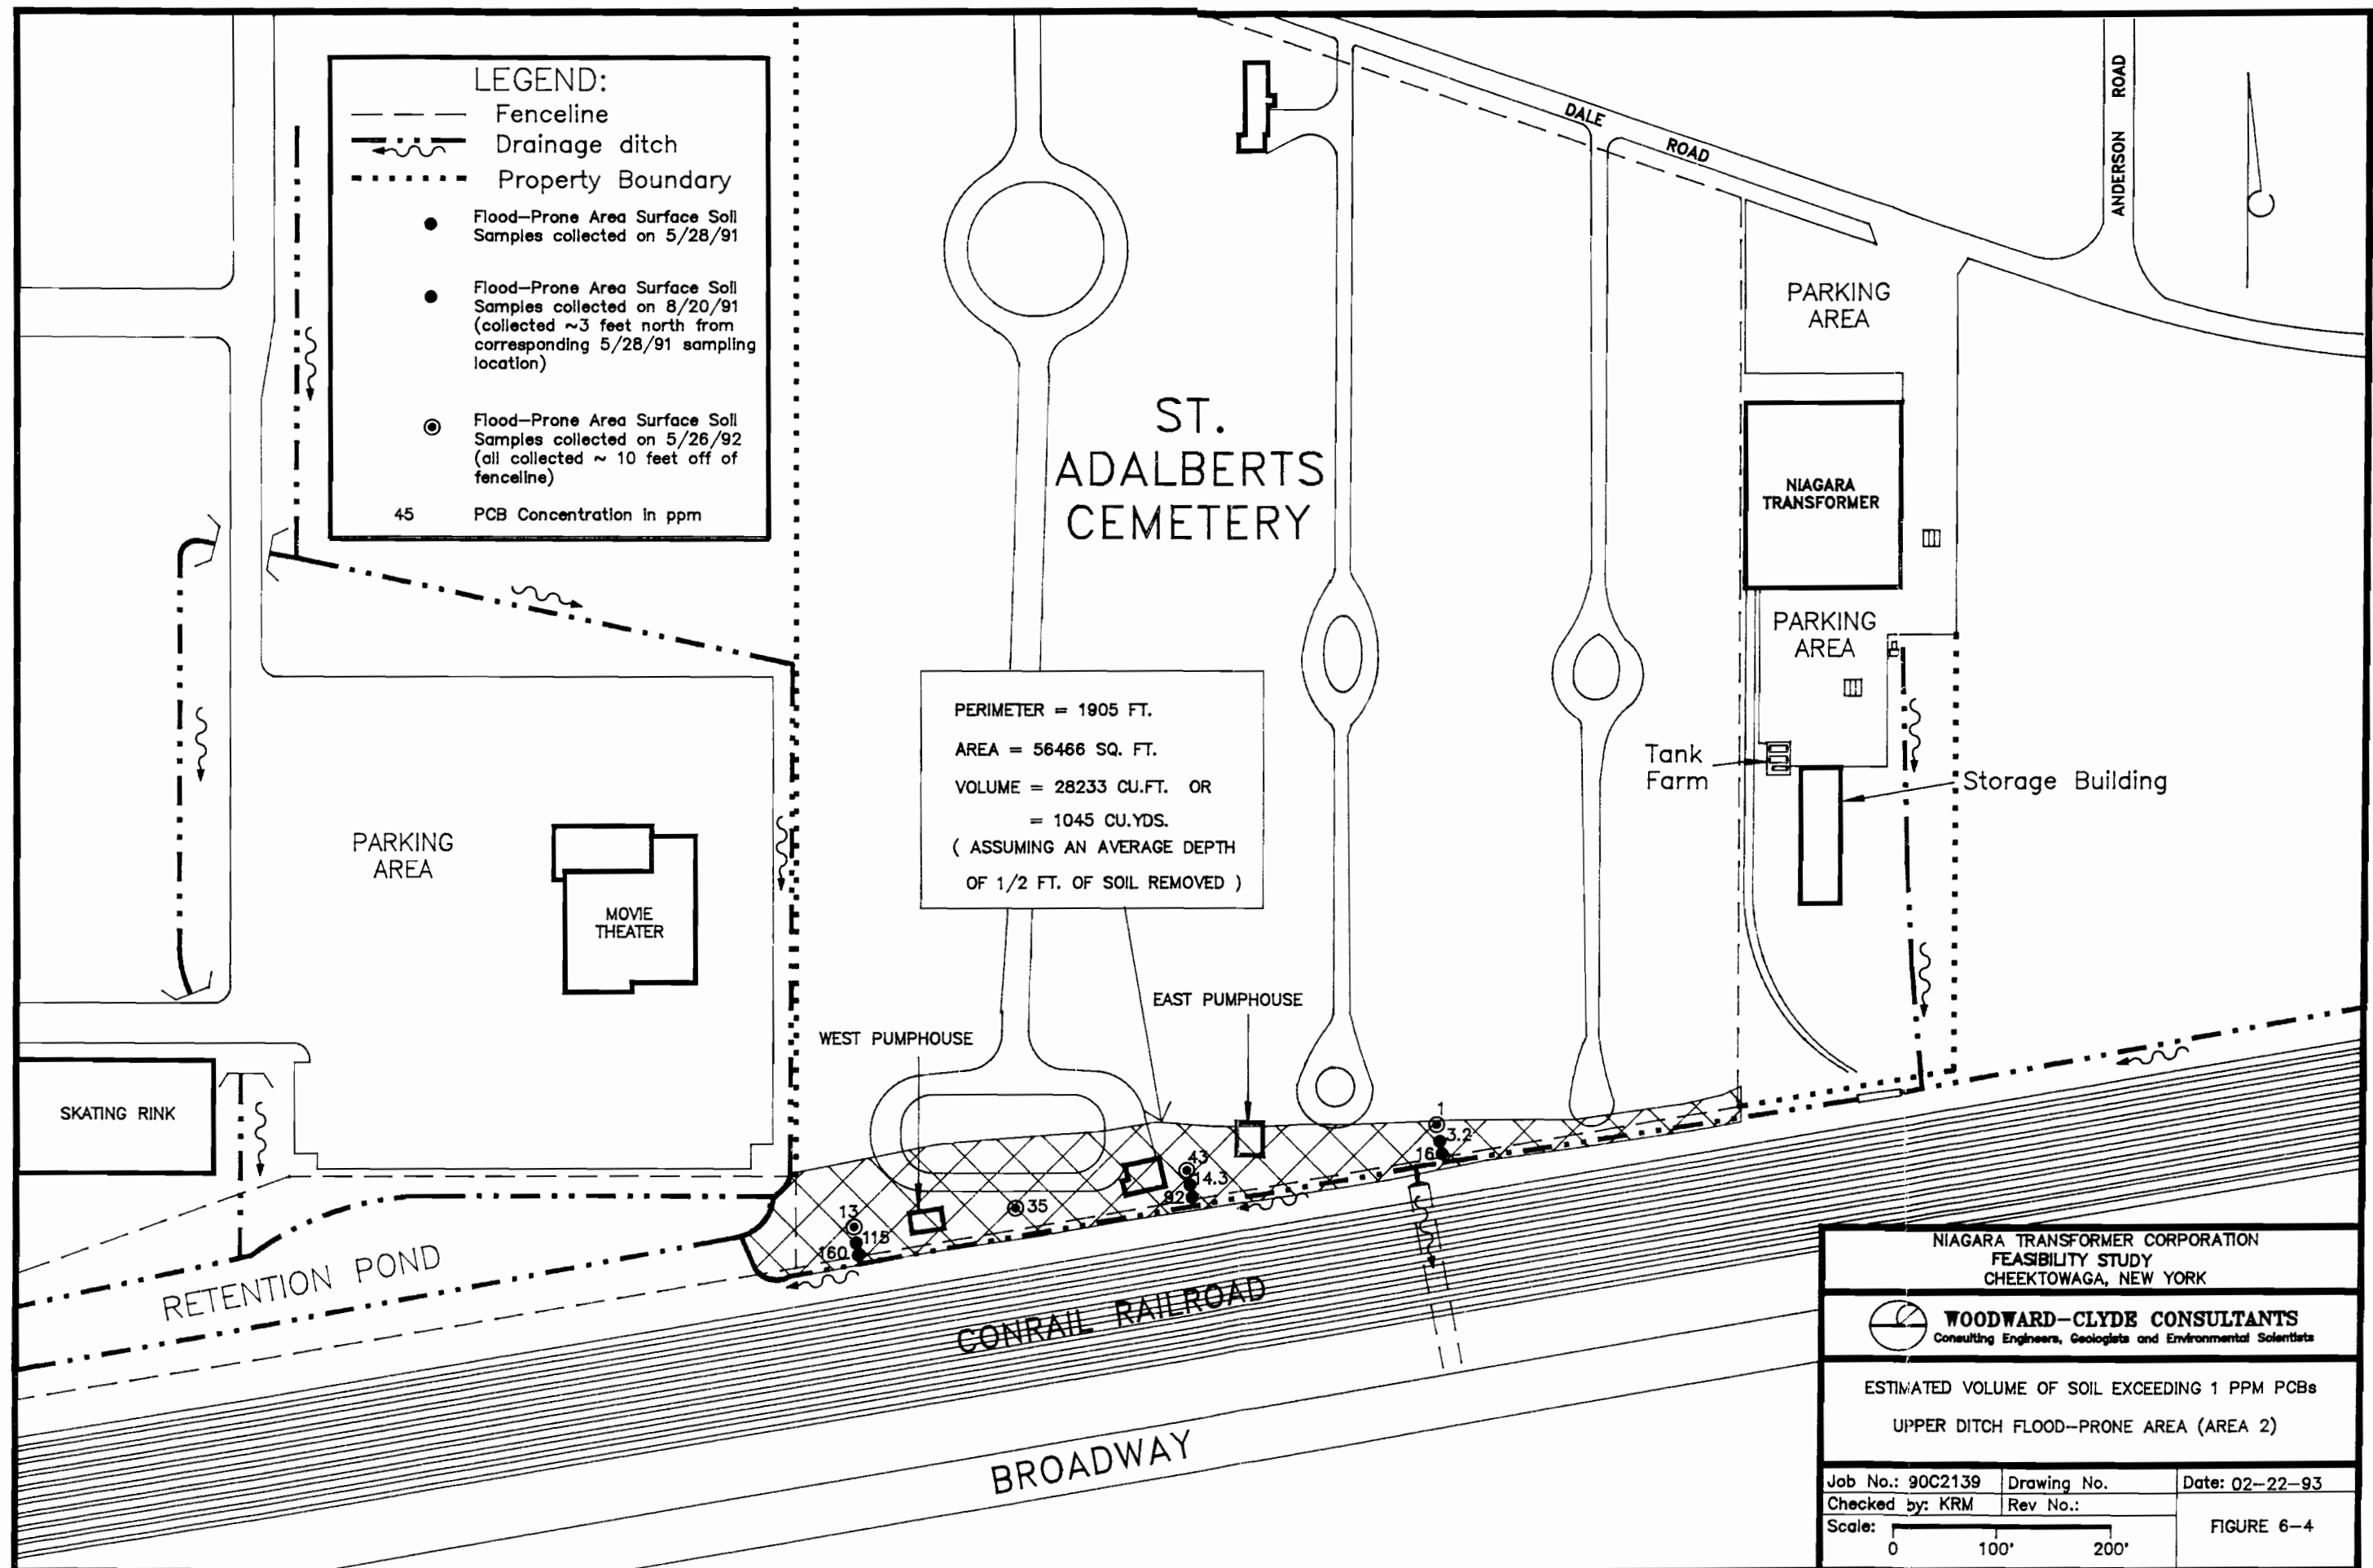 LEGEND:
Fenceline
Drainage ditch
Property Boundary
Flood-Prone Area Surface Soil
Samples collected on 5/28/91
Flood-Prone Area Surface Soil
Samples collected on 8/20/91
(collected ~3 feet north from
corresponding 5/28/91 sampling
location)
Flood-Prone Area Surface Soil
Samples collected on 5/26/92
(all collected ~ 10 feet off of
fenceline)
45 PCB Concentration in ppm
DALE
ROAD
ANDERSON ROAD
PARKING
AREA
ST.
ADALBERTS
CEMETERY
NIAGARA
TRANSFORMER
PARKING
AREA
PERIMETER = 1905 FT.
AREA = 56466 SQ. FT.
VOLUME = 28233 CU.FT. OR
= 1045 CU.YDS.
( ASSUMING AN AVERAGE DEPTH
OF 1/2 FT. OF SOIL REMOVED )
Tank
Farm
Storage Building
PARKING
AREA
MOVIE
THEATER
EAST PUMPHOUSE
WEST PUMPHOUSE
SKATING RINK
1
3.2
16
43
14.3
92
35
13
115
160
RETENTION POND
CONRAIL RAILROAD
BROADWAY
NIAGARA TRANSFORMER CORPORATION
FEASIBILITY STUDY
CHEEKTOWAGA, NEW YORK
WOODWARD-CLYDE CONSULTANTS
Consulting Engineers, Geologists and Environmental Scientists
ESTIMATED VOLUME OF SOIL EXCEEDING 1 PPM PCBs
UPPER DITCH FLOOD-PRONE AREA (AREA 2)
Job No.: 90C2139 Drawing No. Date: 02-22-93
Checked by: KRM Rev No.:
Scale: 0 100' 200'
FIGURE 6-4